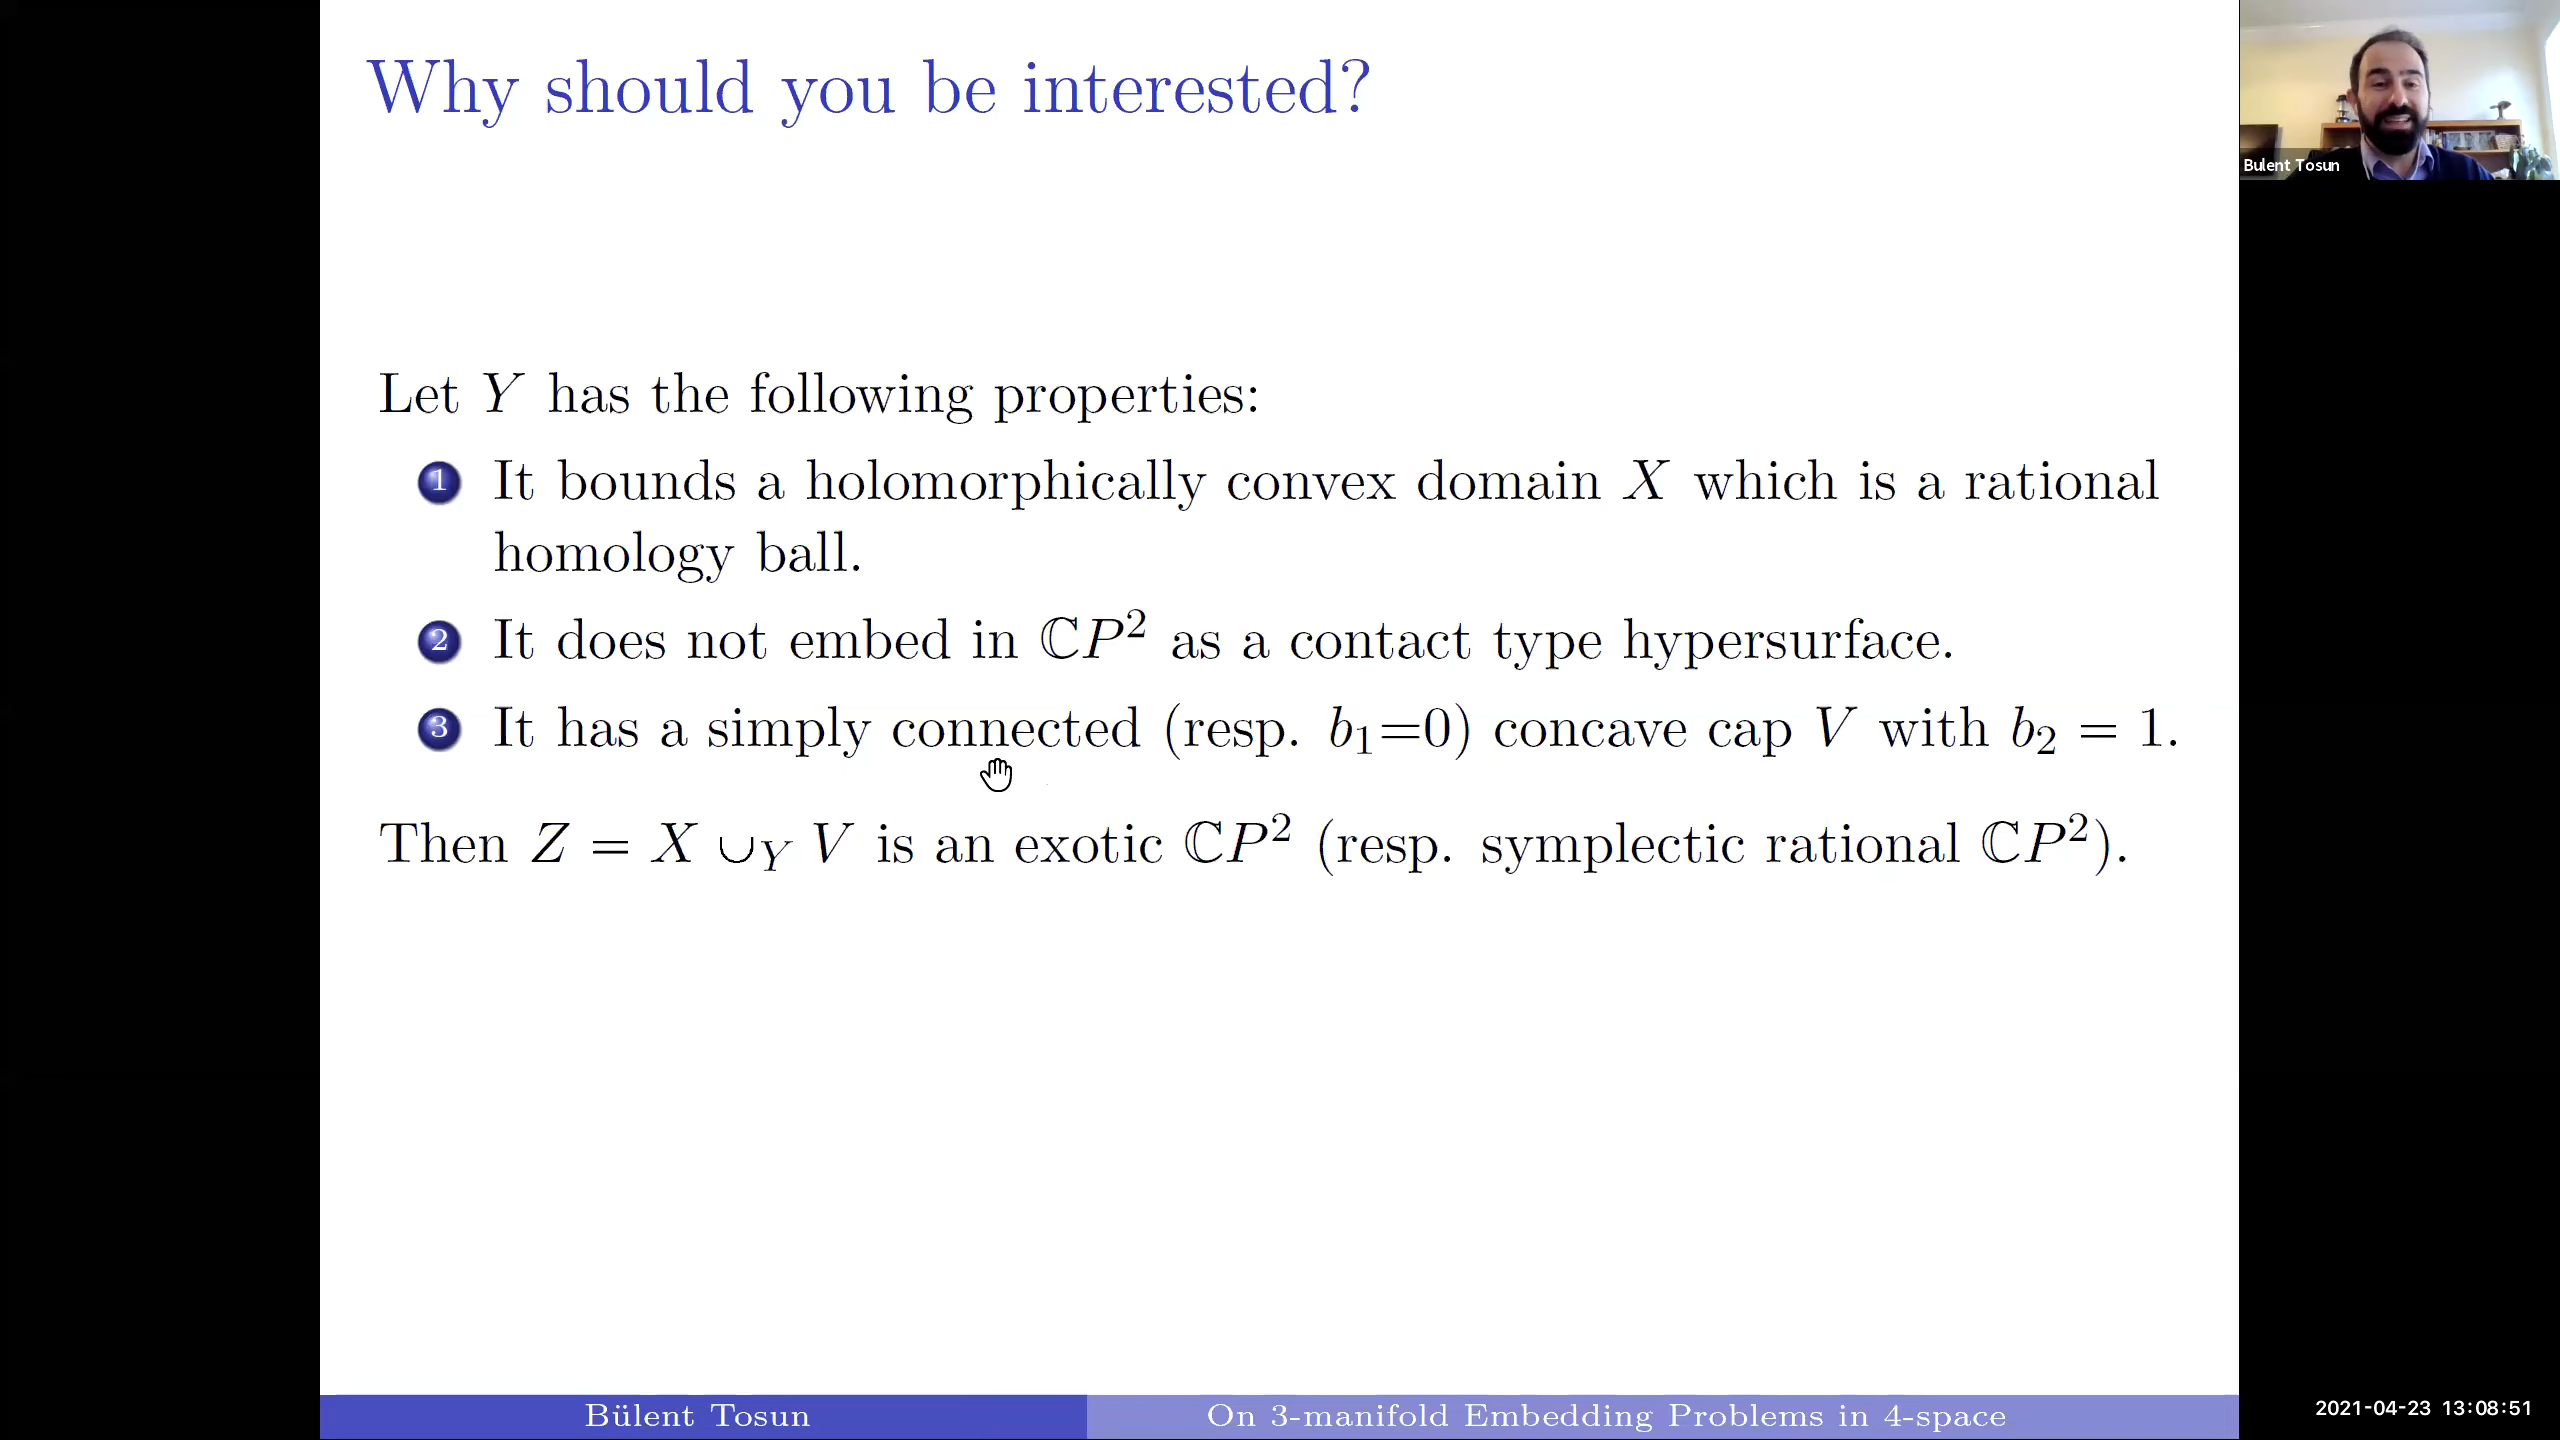 Why should you be interested?
Bulent Tosun
Let Y has the following properties:
1 It bounds a holomorphically convex domain X which is a rational
homology ball.
2 It does not embed in ℂP² as a contact type hypersurface.
3 It has a simply connected (resp. b₁=0) concave cap V with b₂ = 1.
Then Z = X ∪_Y V is an exotic ℂP² (resp. symplectic rational ℂP²).
Bülent Tosun
On 3-manifold Embedding Problems in 4-space
2021-04-23 13:08:51